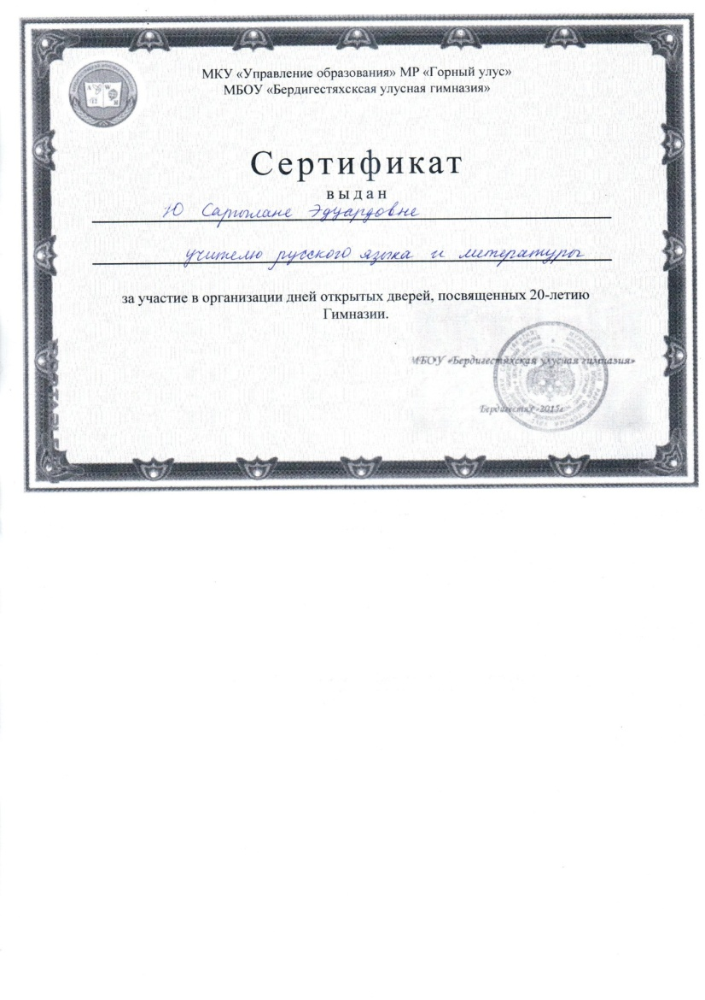 МКУ «Управление образования» МР «Горный улус»
МБОУ «Бердигестяхсксая улусная гимназия»
Сертификат
выдан
Ю Сарыглане Эдуардовне
учителю русского языка и литературы
за участие в организации дней открытых дверей, посвященных 20-летию
Гимназии.
МБОУ «Бердигестяхская улусная гимназия»
Бердигестях -2015г.